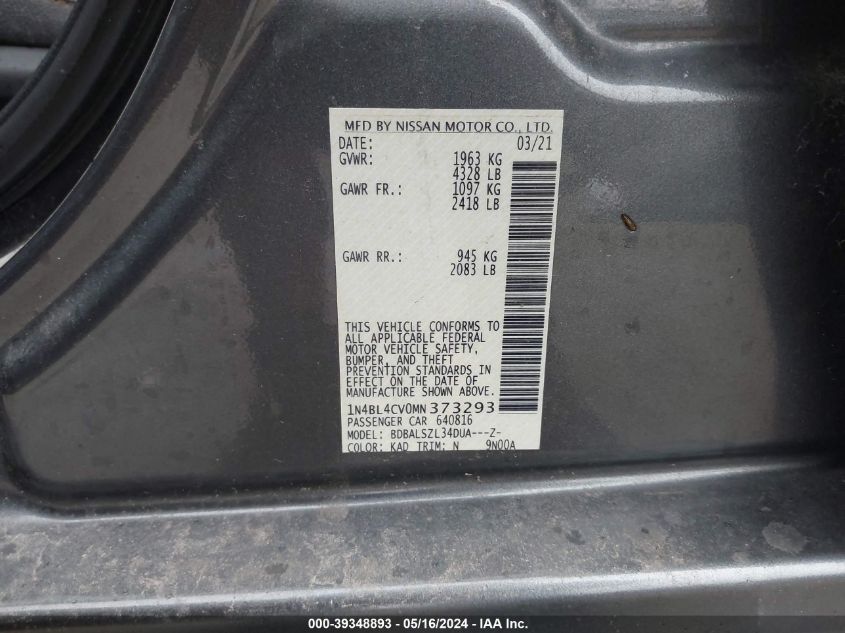 MFD BY NISSAN MOTOR CO., LTD.
DATE: 03/21
GVWR: 1963 KG
4328 LB
GAWR FR.: 1097 KG
2418 LB
GAWR RR.: 945 KG
2083 LB
THIS VEHICLE CONFORMS TO
ALL APPLICABLE FEDERAL
MOTOR VEHICLE SAFETY,
BUMPER, AND THEFT
PREVENTION STANDARDS IN
EFFECT ON THE DATE OF
MANUFACTURE SHOWN ABOVE.
1N4BL4CV0MN373293
PASSENGER CAR 640816
MODEL: BDBALSZL34DUA---Z-
COLOR: KAD TRIM: N 9N00A
000-39348893 - 05/16/2024 - IAA Inc.